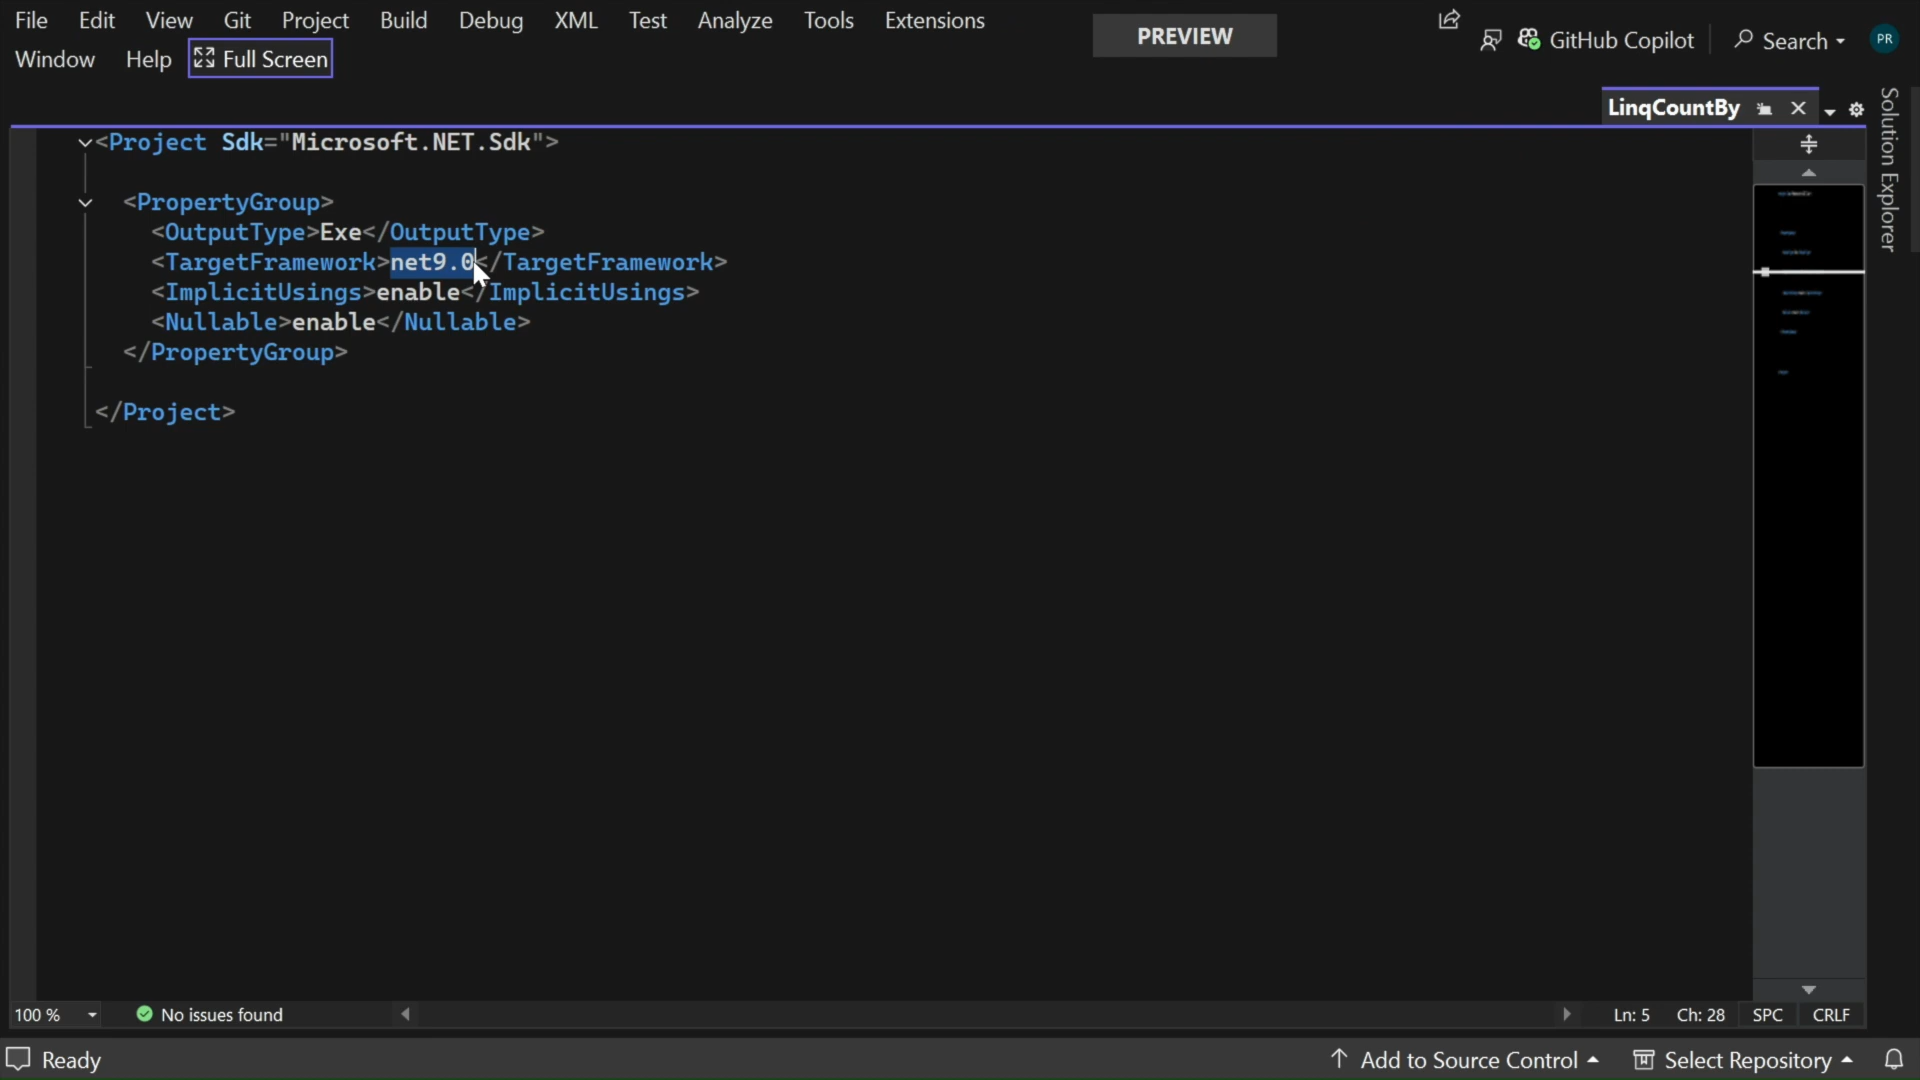 File Edit View Git Project Build Debug XML Test Analyze Tools Extensions
PREVIEW
GitHub Copilot
Search
PR
Window Help Full Screen
LinqCountBy
Solution Explorer
<Project Sdk="Microsoft.NET.Sdk">
<PropertyGroup>
<OutputType>Exe</OutputType>
<TargetFramework>net9.0</TargetFramework>
<ImplicitUsings>enable</ImplicitUsings>
<Nullable>enable</Nullable>
</PropertyGroup>
</Project>
100 % No issues found Ln: 5 Ch: 28 SPC CRLF
Ready Add to Source Control Select Repository